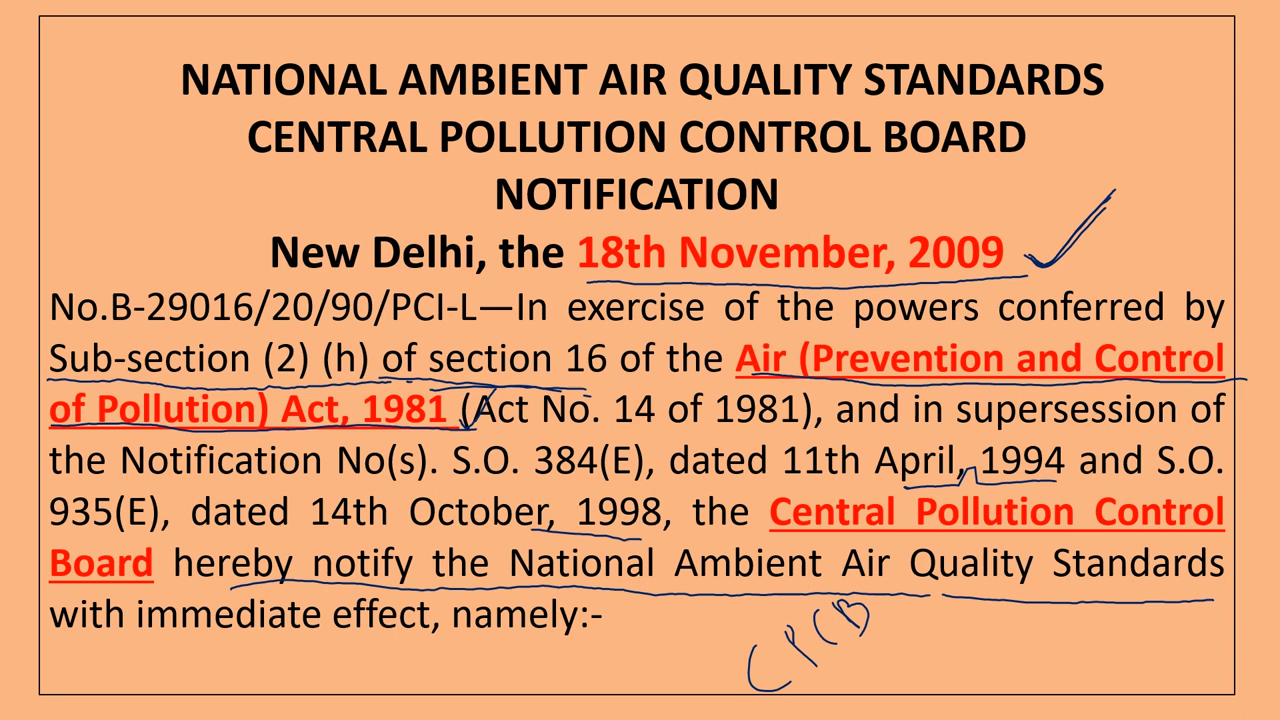 NATIONAL AMBIENT AIR QUALITY STANDARDS
CENTRAL POLLUTION CONTROL BOARD
NOTIFICATION
New Delhi, the 18th November, 2009
No.B-29016/20/90/PCI-L—In exercise of the powers conferred by
Sub-section (2) (h) of section 16 of the Air (Prevention and Control
of Pollution) Act, 1981 (Act No. 14 of 1981), and in supersession of
the Notification No(s). S.O. 384(E), dated 11th April, 1994 and S.O.
935(E), dated 14th October, 1998, the Central Pollution Control
Board hereby notify the National Ambient Air Quality Standards
with immediate effect, namely:-
CPCB